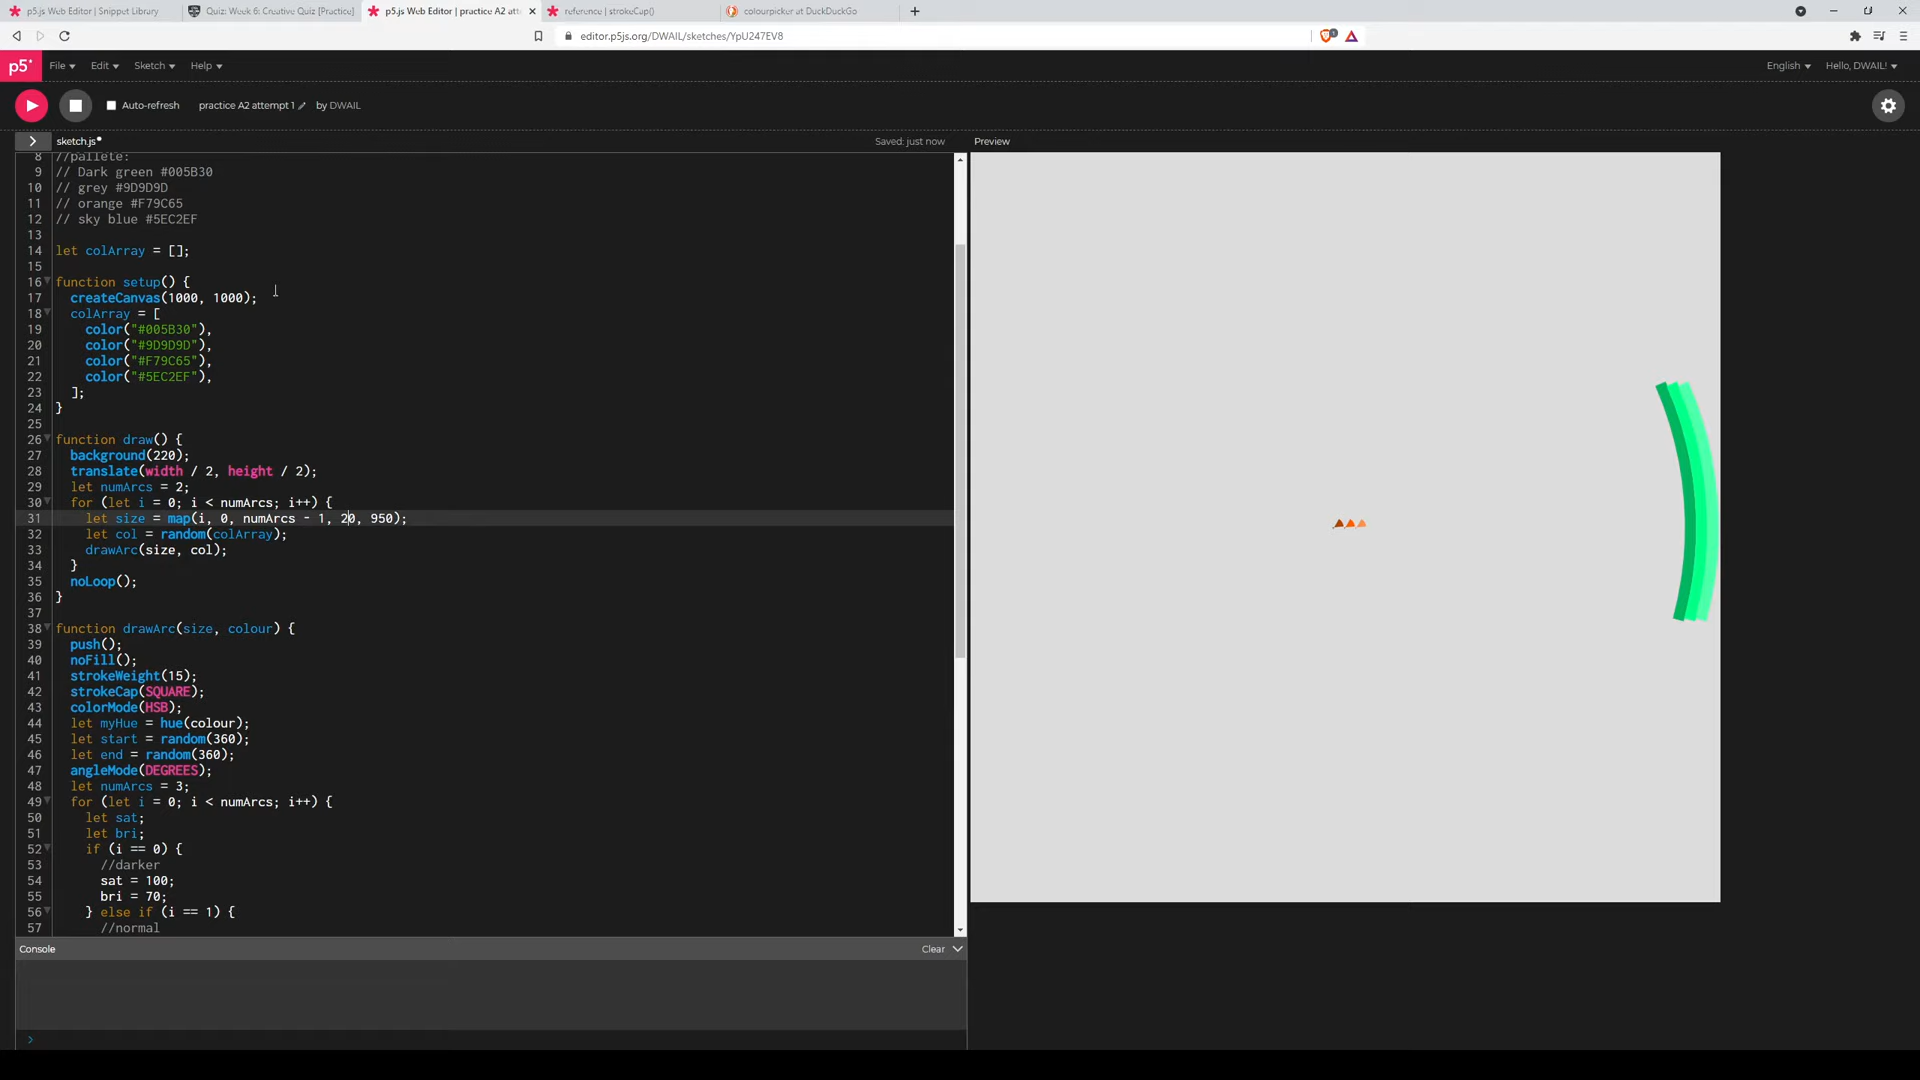 p5.js Web Editor | Snippet Library
Quiz: Week 6: Creative Quiz [Practice]
p5.js Web Editor | practice A2 att
reference | strokeCap()
colourpicker at DuckDuckGo
editor.p5js.org/DWAIL/sketches/YpU247EV8
p5* File Edit Sketch Help English Hello, DWAIL!
Auto-refresh practice A2 attempt 1 by DWAIL
sketch.js Saved: just now Preview
8 //pallete:
9 // Dark green #005B30
10 // grey #9D9D9D
11 // orange #F79C65
12 // sky blue #5EC2EF
13
14 let colArray = [];
15
16 function setup() {
17 createCanvas(1000, 1000);
18 colArray = [
19 color("#005B30"),
20 color("#9D9D9D"),
21 color("#F79C65"),
22 color("#5EC2EF"),
23 ];
24 }
25
26 function draw() {
27 background(220);
28 translate(width / 2, height / 2);
29 let numArcs = 2;
30 for (let i = 0; i < numArcs; i++) {
31 let size = map(i, 0, numArcs - 1, 20, 950);
32 let col = random(colArray);
33 drawArc(size, col);
34 }
35 noLoop();
36 }
37
38 function drawArc(size, colour) {
39 push();
40 noFill();
41 strokeWeight(15);
42 strokeCap(SQUARE);
43 colorMode(HSB);
44 let myHue = hue(colour);
45 let start = random(360);
46 let end = random(360);
47 angleMode(DEGREES);
48 let numArcs = 3;
49 for (let i = 0; i < numArcs; i++) {
50 let sat;
51 let bri;
52 if (i == 0) {
53 //darker
54 sat = 100;
55 bri = 70;
56 } else if (i == 1) {
57 //normal
Console Clear
>